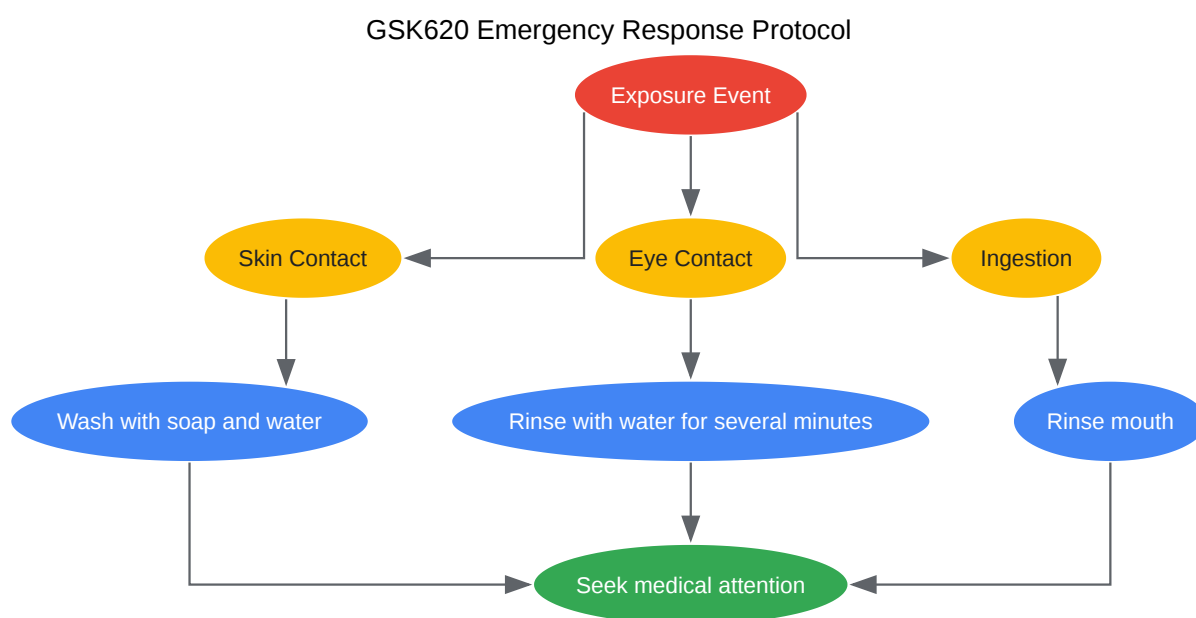 GSK620 Emergency Response Protocol
Exposure Event
Skin Contact
Eye Contact
Ingestion
Wash with soap and water
Rinse with water for several minutes
Rinse mouth
Seek medical attention